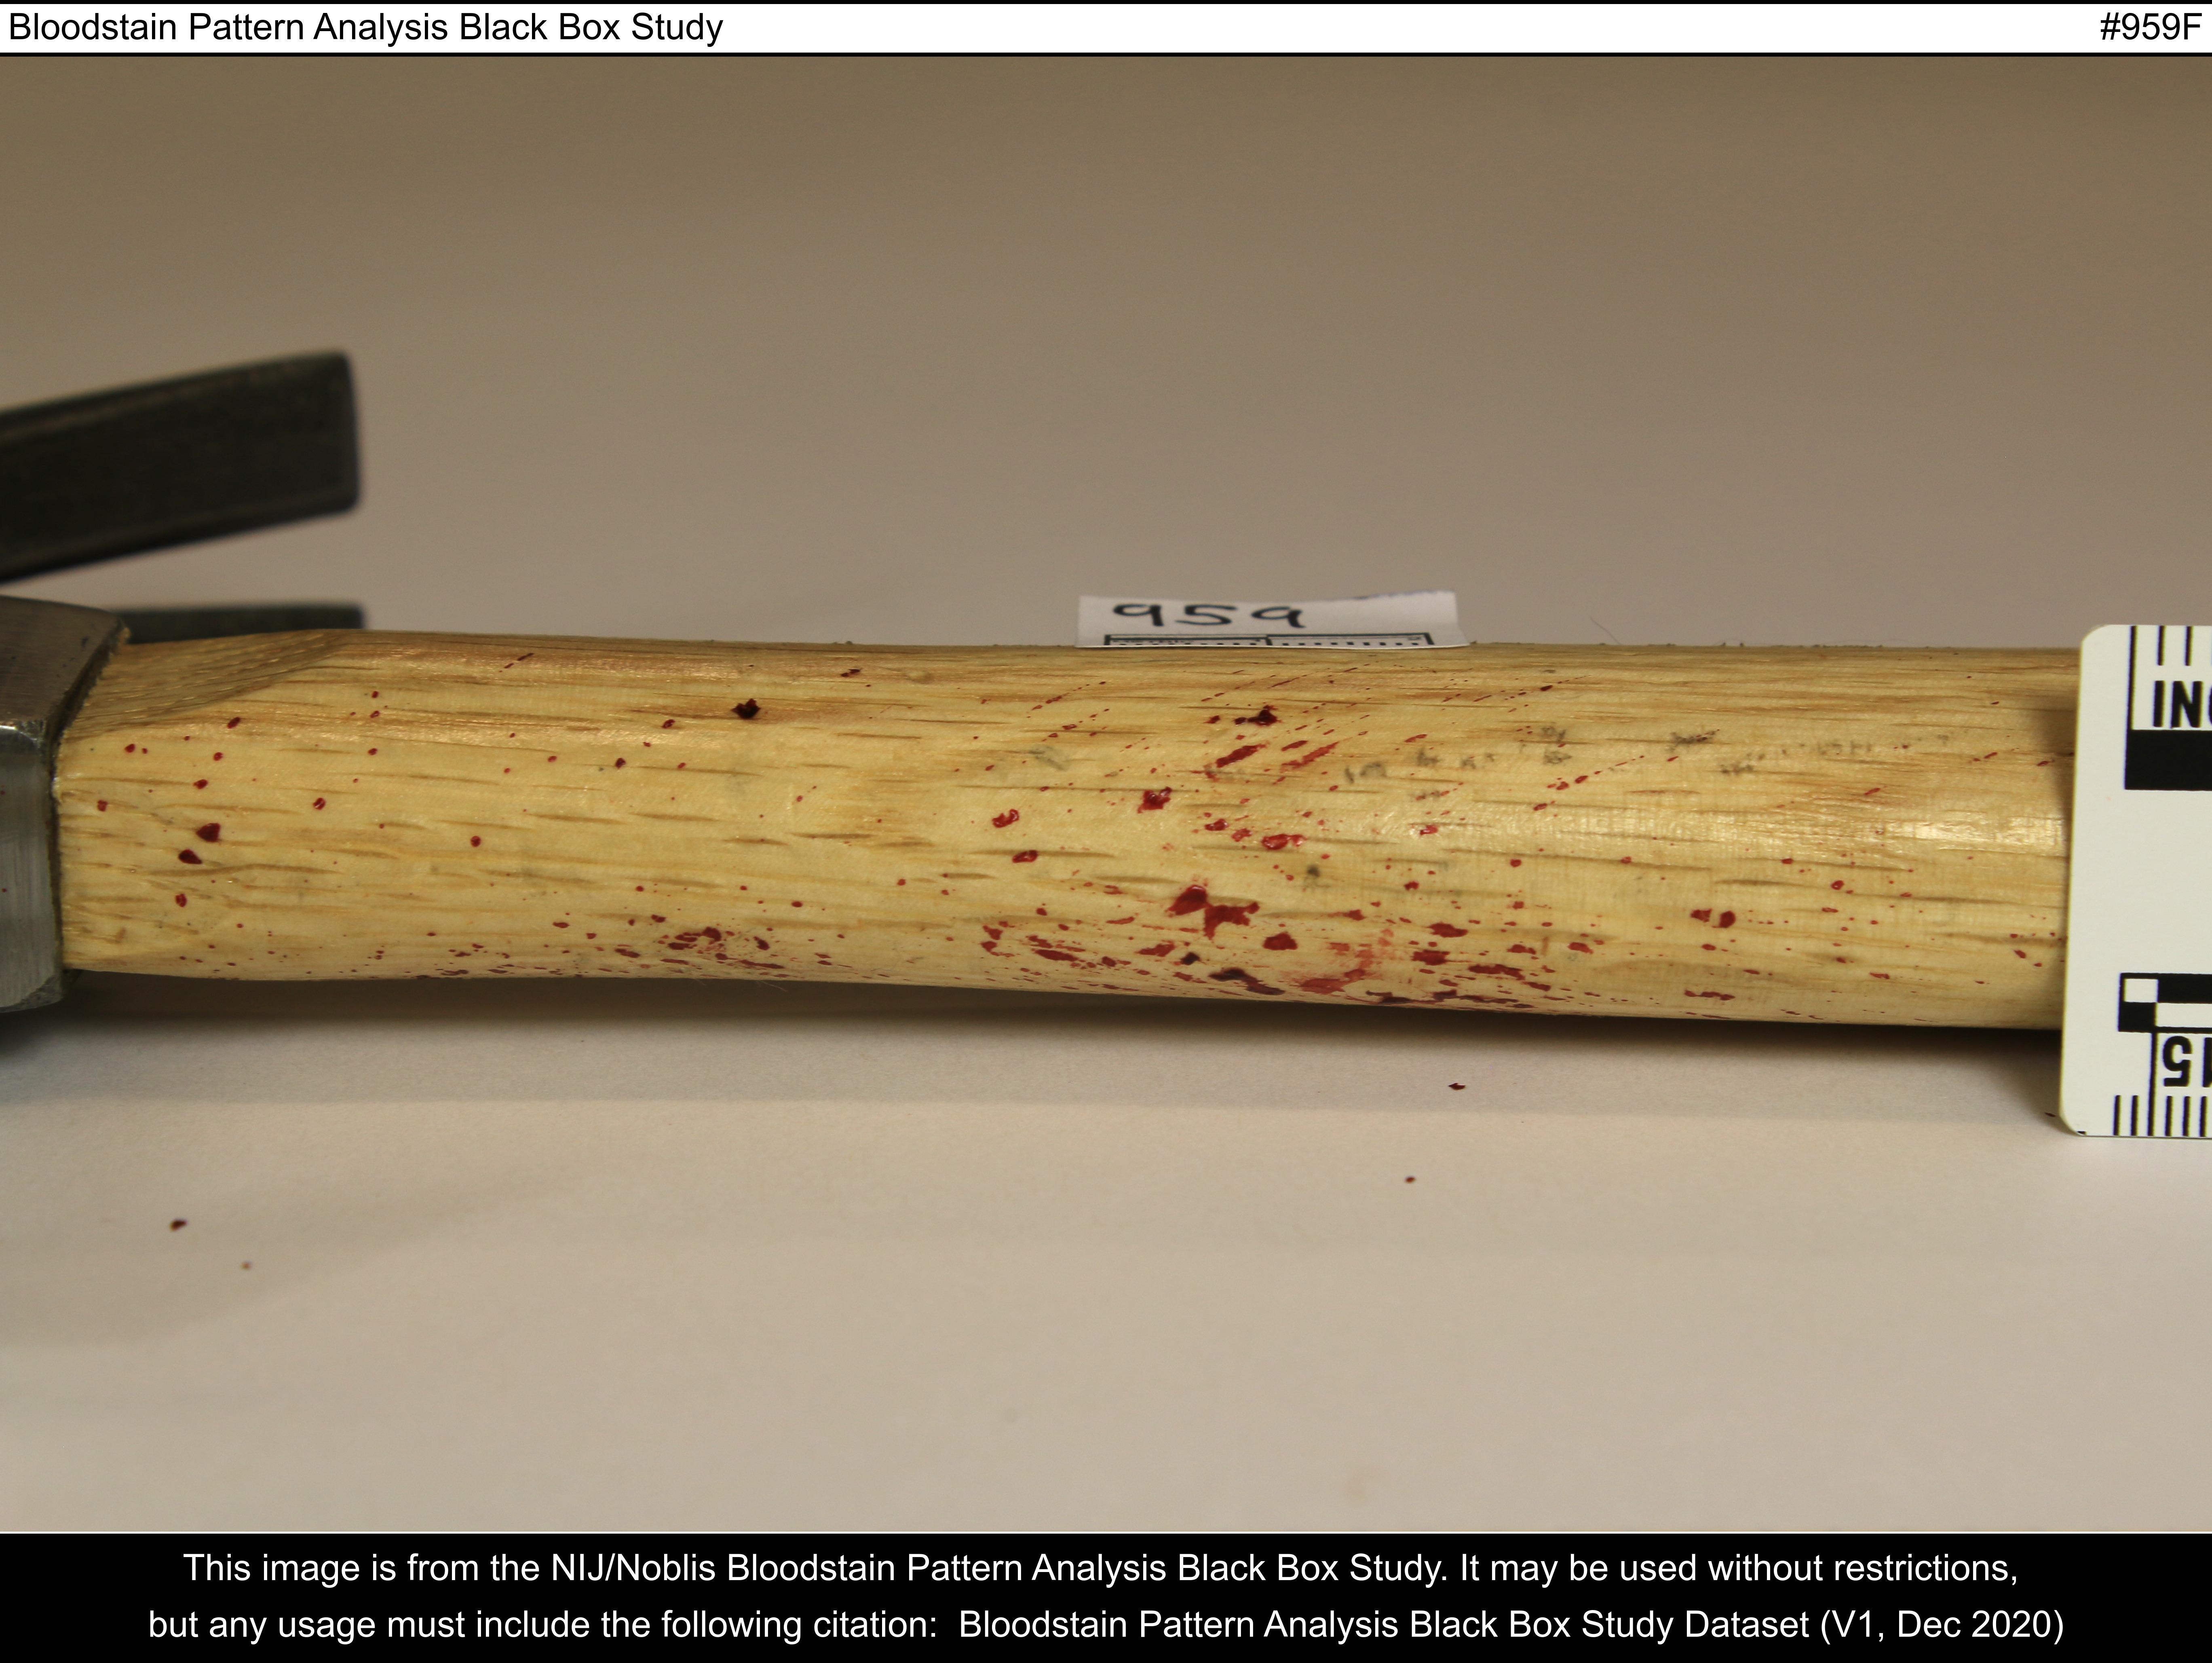 Bloodstain Pattern Analysis Black Box Study #959F
959
IN
15
This image is from the NIJ/Noblis Bloodstain Pattern Analysis Black Box Study. It may be used without restrictions,
but any usage must include the following citation: Bloodstain Pattern Analysis Black Box Study Dataset (V1, Dec 2020)